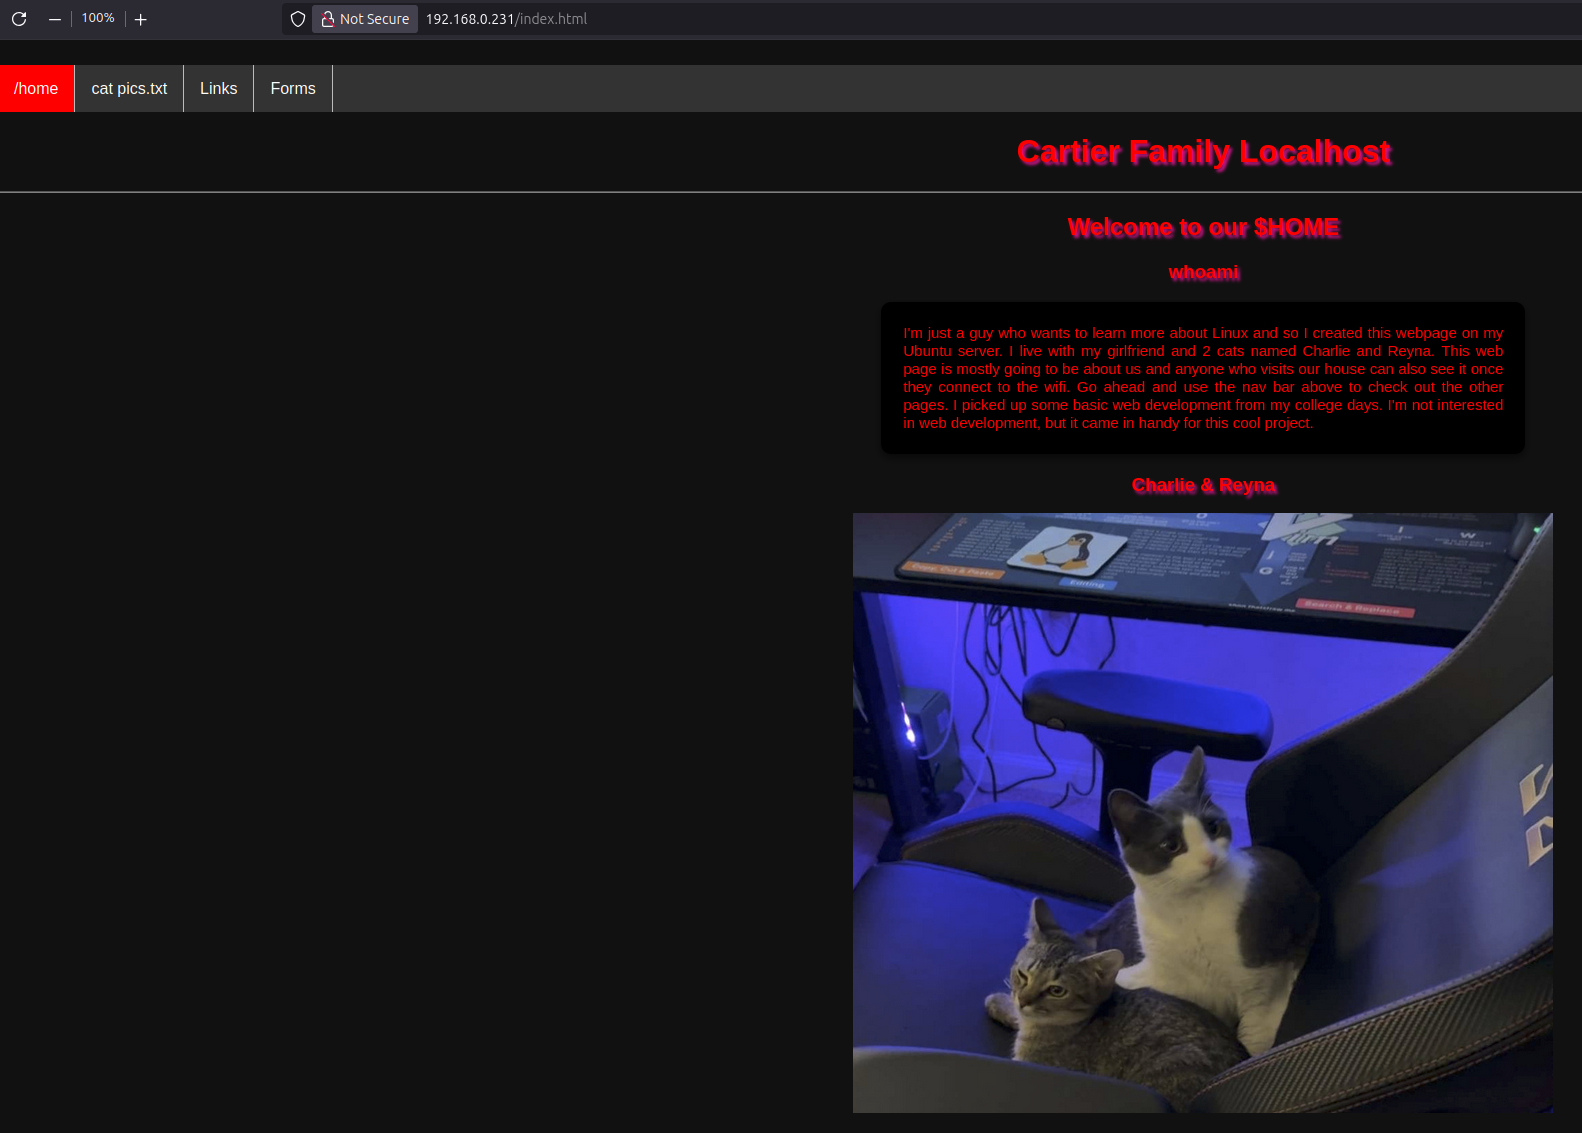 100%
Not Secure 192.168.0.231/index.html
/home cat pics.txt Links Forms
Cartier Family Localhost
Welcome to our $HOME
whoami
I'm just a guy who wants to learn more about Linux and so I created this webpage on my
Ubuntu server. I live with my girlfriend and 2 cats named Charlie and Reyna. This web
page is mostly going to be about us and anyone who visits our house can also see it once
they connect to the wifi. Go ahead and use the nav bar above to check out the other
pages. I picked up some basic web development from my college days. I'm not interested
in web development, but it came in handy for this cool project.
Charlie & Reyna
Copy, Cut & Paste
Editing
Search & Replace